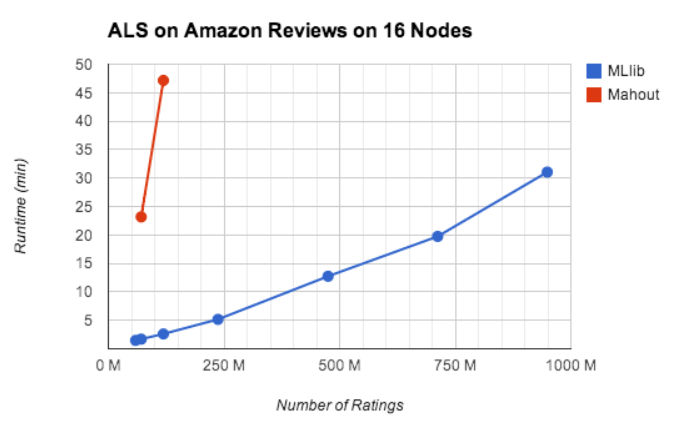 ALS on Amazon Reviews on 16 Nodes
50
45
40
35
30
25
20
15
10
5
Runtime (min)
0 M 250 M 500 M 750 M 1000 M
Number of Ratings
MLlib
Mahout